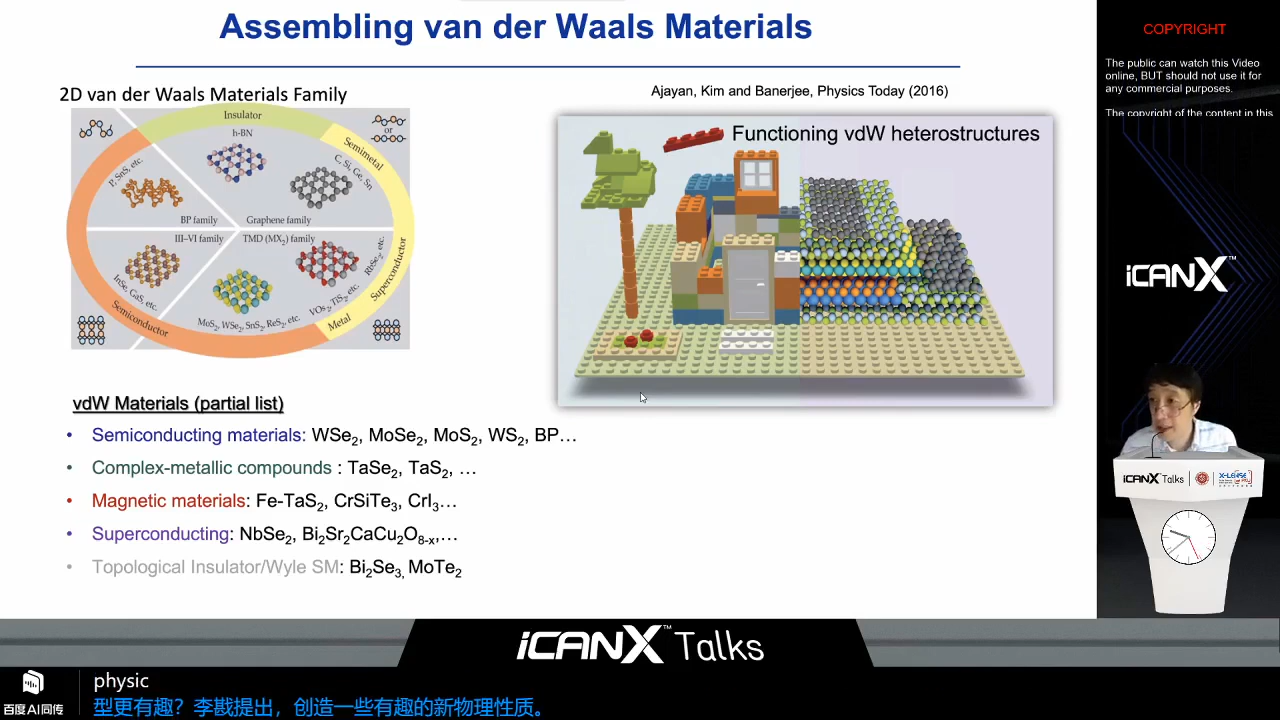 Assembling van der Waals Materials
2D van der Waals Materials Family
Insulator
h-BN
or
Semimetal
C, Si, Ge, Sn
P, SnS, etc.
BP family
Graphene family
III–VI family
TMD (MX₂) family
InSe, GaS, etc.
MoS₂, WSe₂, SnS₂, ReS₂, etc.
VOs₂, TiS₂, etc.
RbSe₂, etc.
Superconductor
Semiconductor
Metal
Ajayan, Kim and Banerjee, Physics Today (2016)
Functioning vdW heterostructures
vdW Materials (partial list)
• Semiconducting materials: WSe₂, MoSe₂, MoS₂, WS₂, BP…
• Complex-metallic compounds : TaSe₂, TaS₂, …
• Magnetic materials: Fe-TaS₂, CrSiTe₃, CrI₃…
• Superconducting: NbSe₂, Bi₂Sr₂CaCu₂O₈₋ₓ,…
• Topological Insulator/Wyle SM: Bi₂Se₃, MoTe₂
COPYRIGHT
The public can watch this Video
online, BUT should not use it for
any commercial purposes.
The copyright of the content in this
iCANX™
iCANX Talks
X-LENSE
iCANX™ Talks
百度AI同传
physic
型更有趣？李戡提出，创造一些有趣的新物理性质。